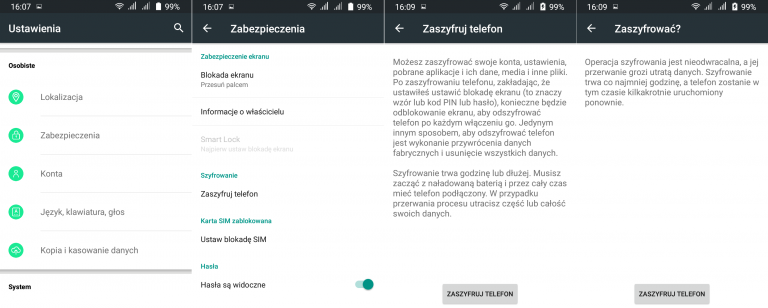 16:07
99%
Ustawienia
Osobiste
Lokalizacja
Zabezpieczenia
Konta
Język, klawiatura, głos
Kopia i kasowanie danych
System
16:07
99%
Zabezpieczenia
Zabezpieczenie ekranu
Blokada ekranu
Przesuń palcem
Informacje o właścicielu
Smart Lock
Najpierw ustaw blokadę ekranu
Szyfrowanie
Zaszyfruj telefon
Karta SIM zablokowana
Ustaw blokadę SIM
Hasła
Hasła są widoczne
16:09
99%
Zaszyfruj telefon
Możesz zaszyfrować swoje konta, ustawienia,
pobrane aplikacje i ich dane, media i inne pliki.
Po zaszyfrowaniu telefonu, zakładając, że
ustawiłeś ustawić blokadę ekranu (to znaczy
wzór lub kod PIN lub hasło), konieczne będzie
odblokowanie ekranu, aby odszyfrować
telefon po każdym włączeniu go. Jedynym
innym sposobem, aby odszyfrować telefon
jest wykonanie przywrócenia danych
fabrycznych i usunięcie wszystkich danych.
Szyfrowanie trwa godzinę lub dłużej. Musisz
zacząć z naładowaną baterią i przez cały czas
mieć telefon podłączony. W przypadku
przerwania procesu utracisz część lub całość
swoich danych.
ZASZYFRUJ TELEFON
16:09
99%
Zaszyfrować?
Operacja szyfrowania jest nieodwracalna, a jej
przerwanie grozi utratą danych. Szyfrowanie
trwa co najmniej godzinę, a telefon zostanie w
tym czasie kilkakrotnie uruchomiony
ponownie.
ZASZYFRUJ TELEFON